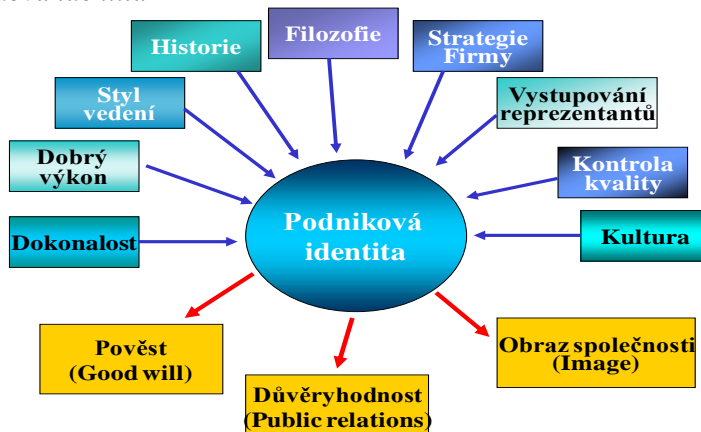 Historie
Filozofie
Strategie
Firmy
Styl
vedení
Vystupování
reprezentantů
Dobrý
výkon
Kontrola
kvality
Dokonalost
Podniková
identita
Kultura
Pověst
(Good will)
Důvěryhodnost
(Public relations)
Obraz společnosti
(Image)